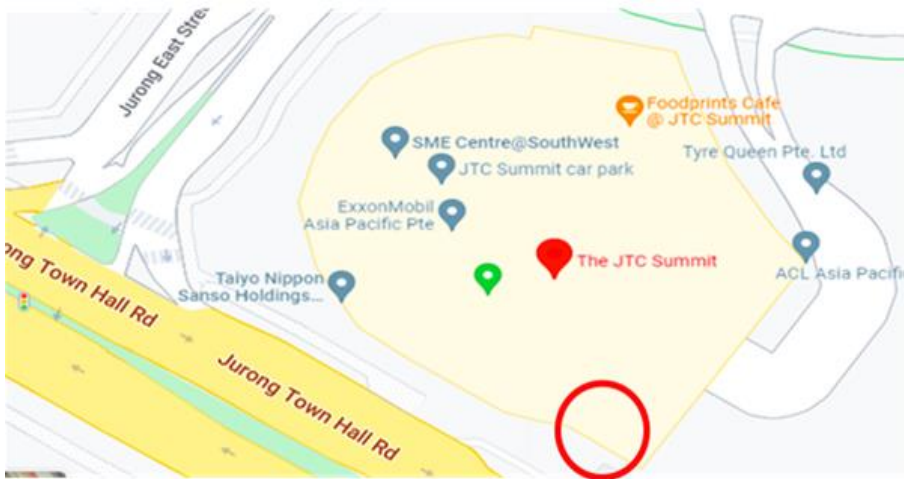 Jurong East Stree
Foodprints Cafe
@ JTC Summit
SME Centre@SouthWest
JTC Summit car park
Tyre Queen Pte. Ltd
ExxonMobil
Asia Pacific Pte
The JTC Summit
ACL Asia Pacific
Taiyo Nippon
Sanso Holdings...
ong Town Hall Rd
Jurong Town Hall Rd